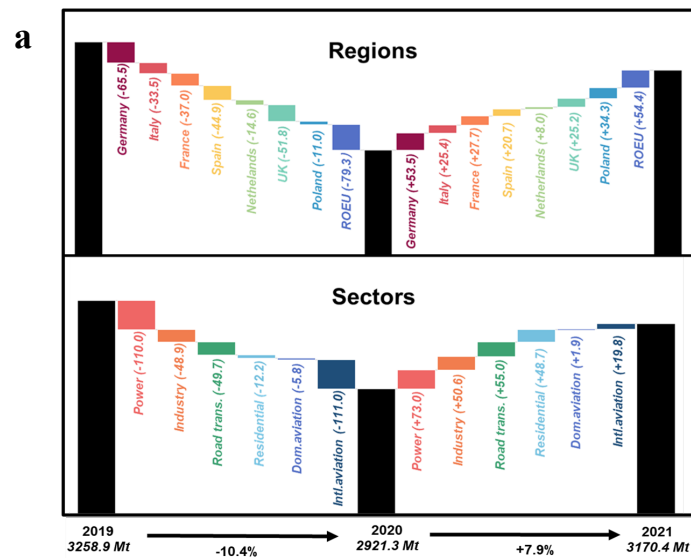 a
Regions
Germany (-65.5)
Italy (-33.5)
France (-37.0)
Spain (-44.9)
Nethelands (-14.6)
UK (-51.8)
Poland (-11.0)
ROEU (-79.3)
Germany (+53.5)
Italy (+25.4)
France (+27.7)
Spain (+20.7)
Netherlands (+8.0)
UK (+25.2)
Poland (+34.3)
ROEU (+54.4)
Sectors
Power (-110.0)
Industry (-48.9)
Road trans. (-49.7)
Residential (-12.2)
Dom.aviation (-5.8)
Intl.aviation (-111.0)
Power (+73.0)
Industry (+50.6)
Road trans. (+55.0)
Residential (+48.7)
Dom.aviation (+1.9)
Intl.aviation (+19.8)
2019
3258.9 Mt
-10.4%
2020
2921.3 Mt
+7.9%
2021
3170.4 Mt